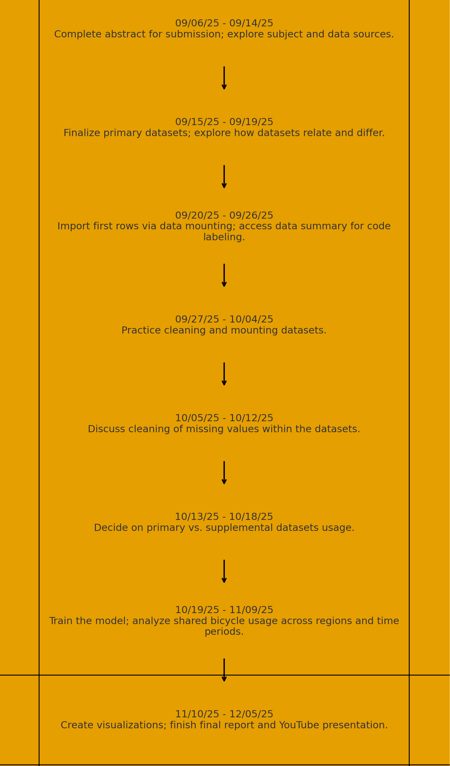 09/06/25 - 09/14/25
Complete abstract for submission; explore subject and data sources.
09/15/25 - 09/19/25
Finalize primary datasets; explore how datasets relate and differ.
09/20/25 - 09/26/25
Import first rows via data mounting; access data summary for code
labeling.
09/27/25 - 10/04/25
Practice cleaning and mounting datasets.
10/05/25 - 10/12/25
Discuss cleaning of missing values within the datasets.
10/13/25 - 10/18/25
Decide on primary vs. supplemental datasets usage.
10/19/25 - 11/09/25
Train the model; analyze shared bicycle usage across regions and time
periods.
11/10/25 - 12/05/25
Create visualizations; finish final report and YouTube presentation.